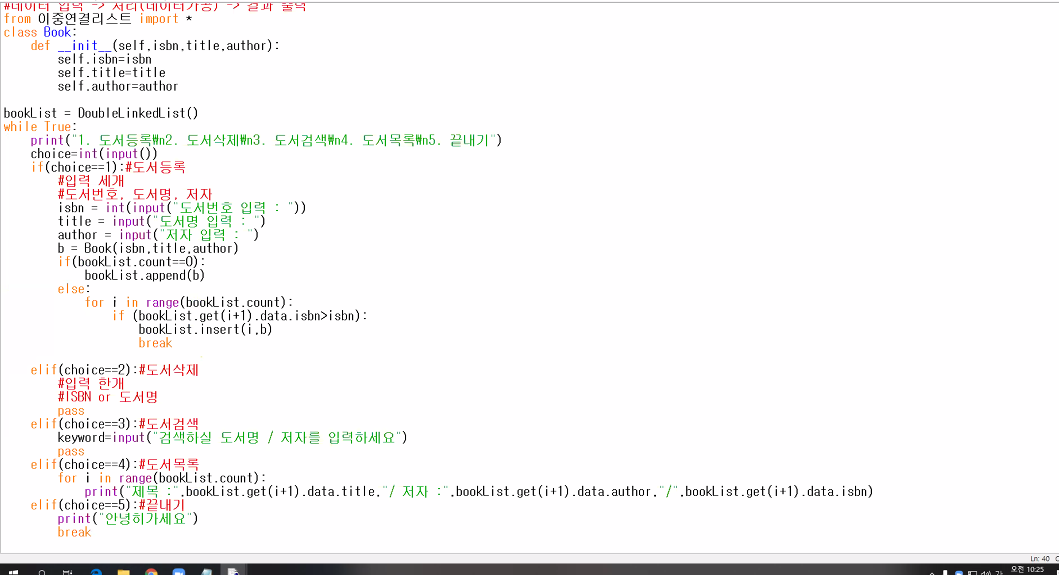 #데이터 입력 -> 처리(데이터가공) -> 결과 출력
from 이중연결리스트 import *
class Book:
    def __init__(self,isbn,title,author):
        self.isbn=isbn
        self.title=title
        self.author=author
bookList = DoubleLinkedList()
while True:
    print("1. 도서등록₩n2. 도서삭제₩n3. 도서검색₩n4. 도서목록₩n5. 끝내기")
    choice=int(input())
    if(choice==1):#도서등록
        #입력 세개
        #도서번호, 도서명, 저자
        isbn = int(input("도서번호 입력 : "))
        title = input("도서명 입력 : ")
        author = input("저자 입력 : ")
        b = Book(isbn,title,author)
        if(bookList.count==0):
            bookList.append(b)
        else:
            for i in range(bookList.count):
                if (bookList.get(i+1).data.isbn>isbn):
                    bookList.insert(i,b)
                    break
    elif(choice==2):#도서삭제
        #입력 한개
        #ISBN or 도서명
        pass
    elif(choice==3):#도서검색
        keyword=input("검색하실 도서명 / 저자를 입력하세요")
        pass
    elif(choice==4):#도서목록
        for i in range(bookList.count):
            print("제목 :",bookList.get(i+1).data.title,"/ 저자 :",bookList.get(i+1).data.author,"/",bookList.get(i+1).data.isbn)
    elif(choice==5):#끝내기
        print("안녕히가세요")
        break
Ln: 40
오전 10:25